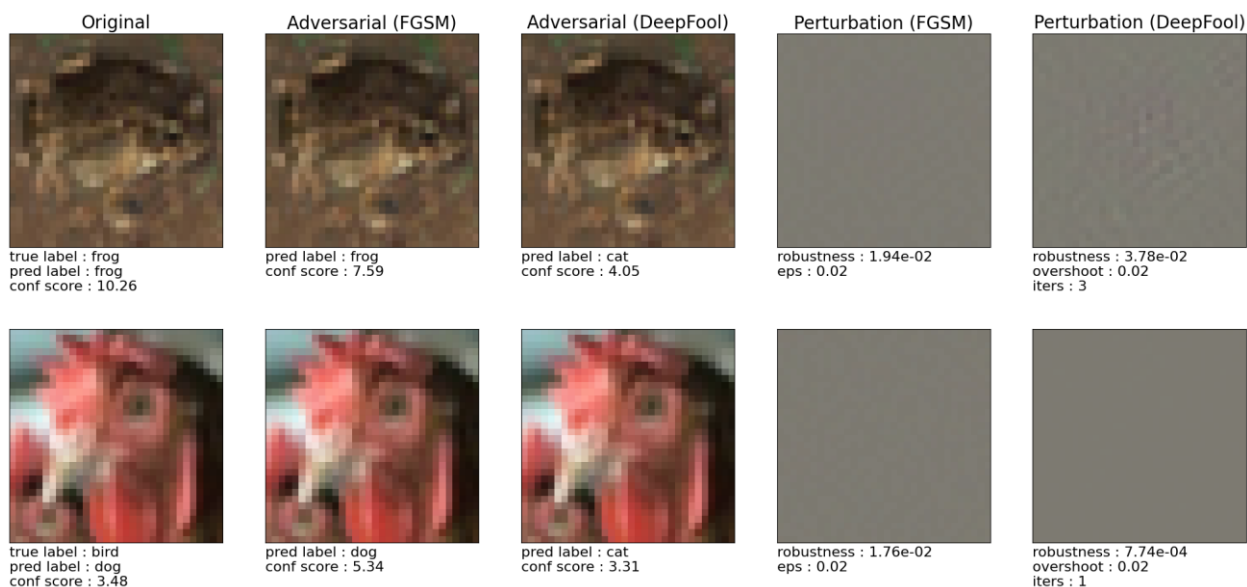 Original
Adversarial (FGSM)
Adversarial (DeepFool)
Perturbation (FGSM)
Perturbation (DeepFool)
true label : frog
pred label : frog
conf score : 10.26
pred label : frog
conf score : 7.59
pred label : cat
conf score : 4.05
robustness : 1.94e-02
eps : 0.02
robustness : 3.78e-02
overshoot : 0.02
iters : 3
true label : bird
pred label : dog
conf score : 3.48
pred label : dog
conf score : 5.34
pred label : cat
conf score : 3.31
robustness : 1.76e-02
eps : 0.02
robustness : 7.74e-04
overshoot : 0.02
iters : 1